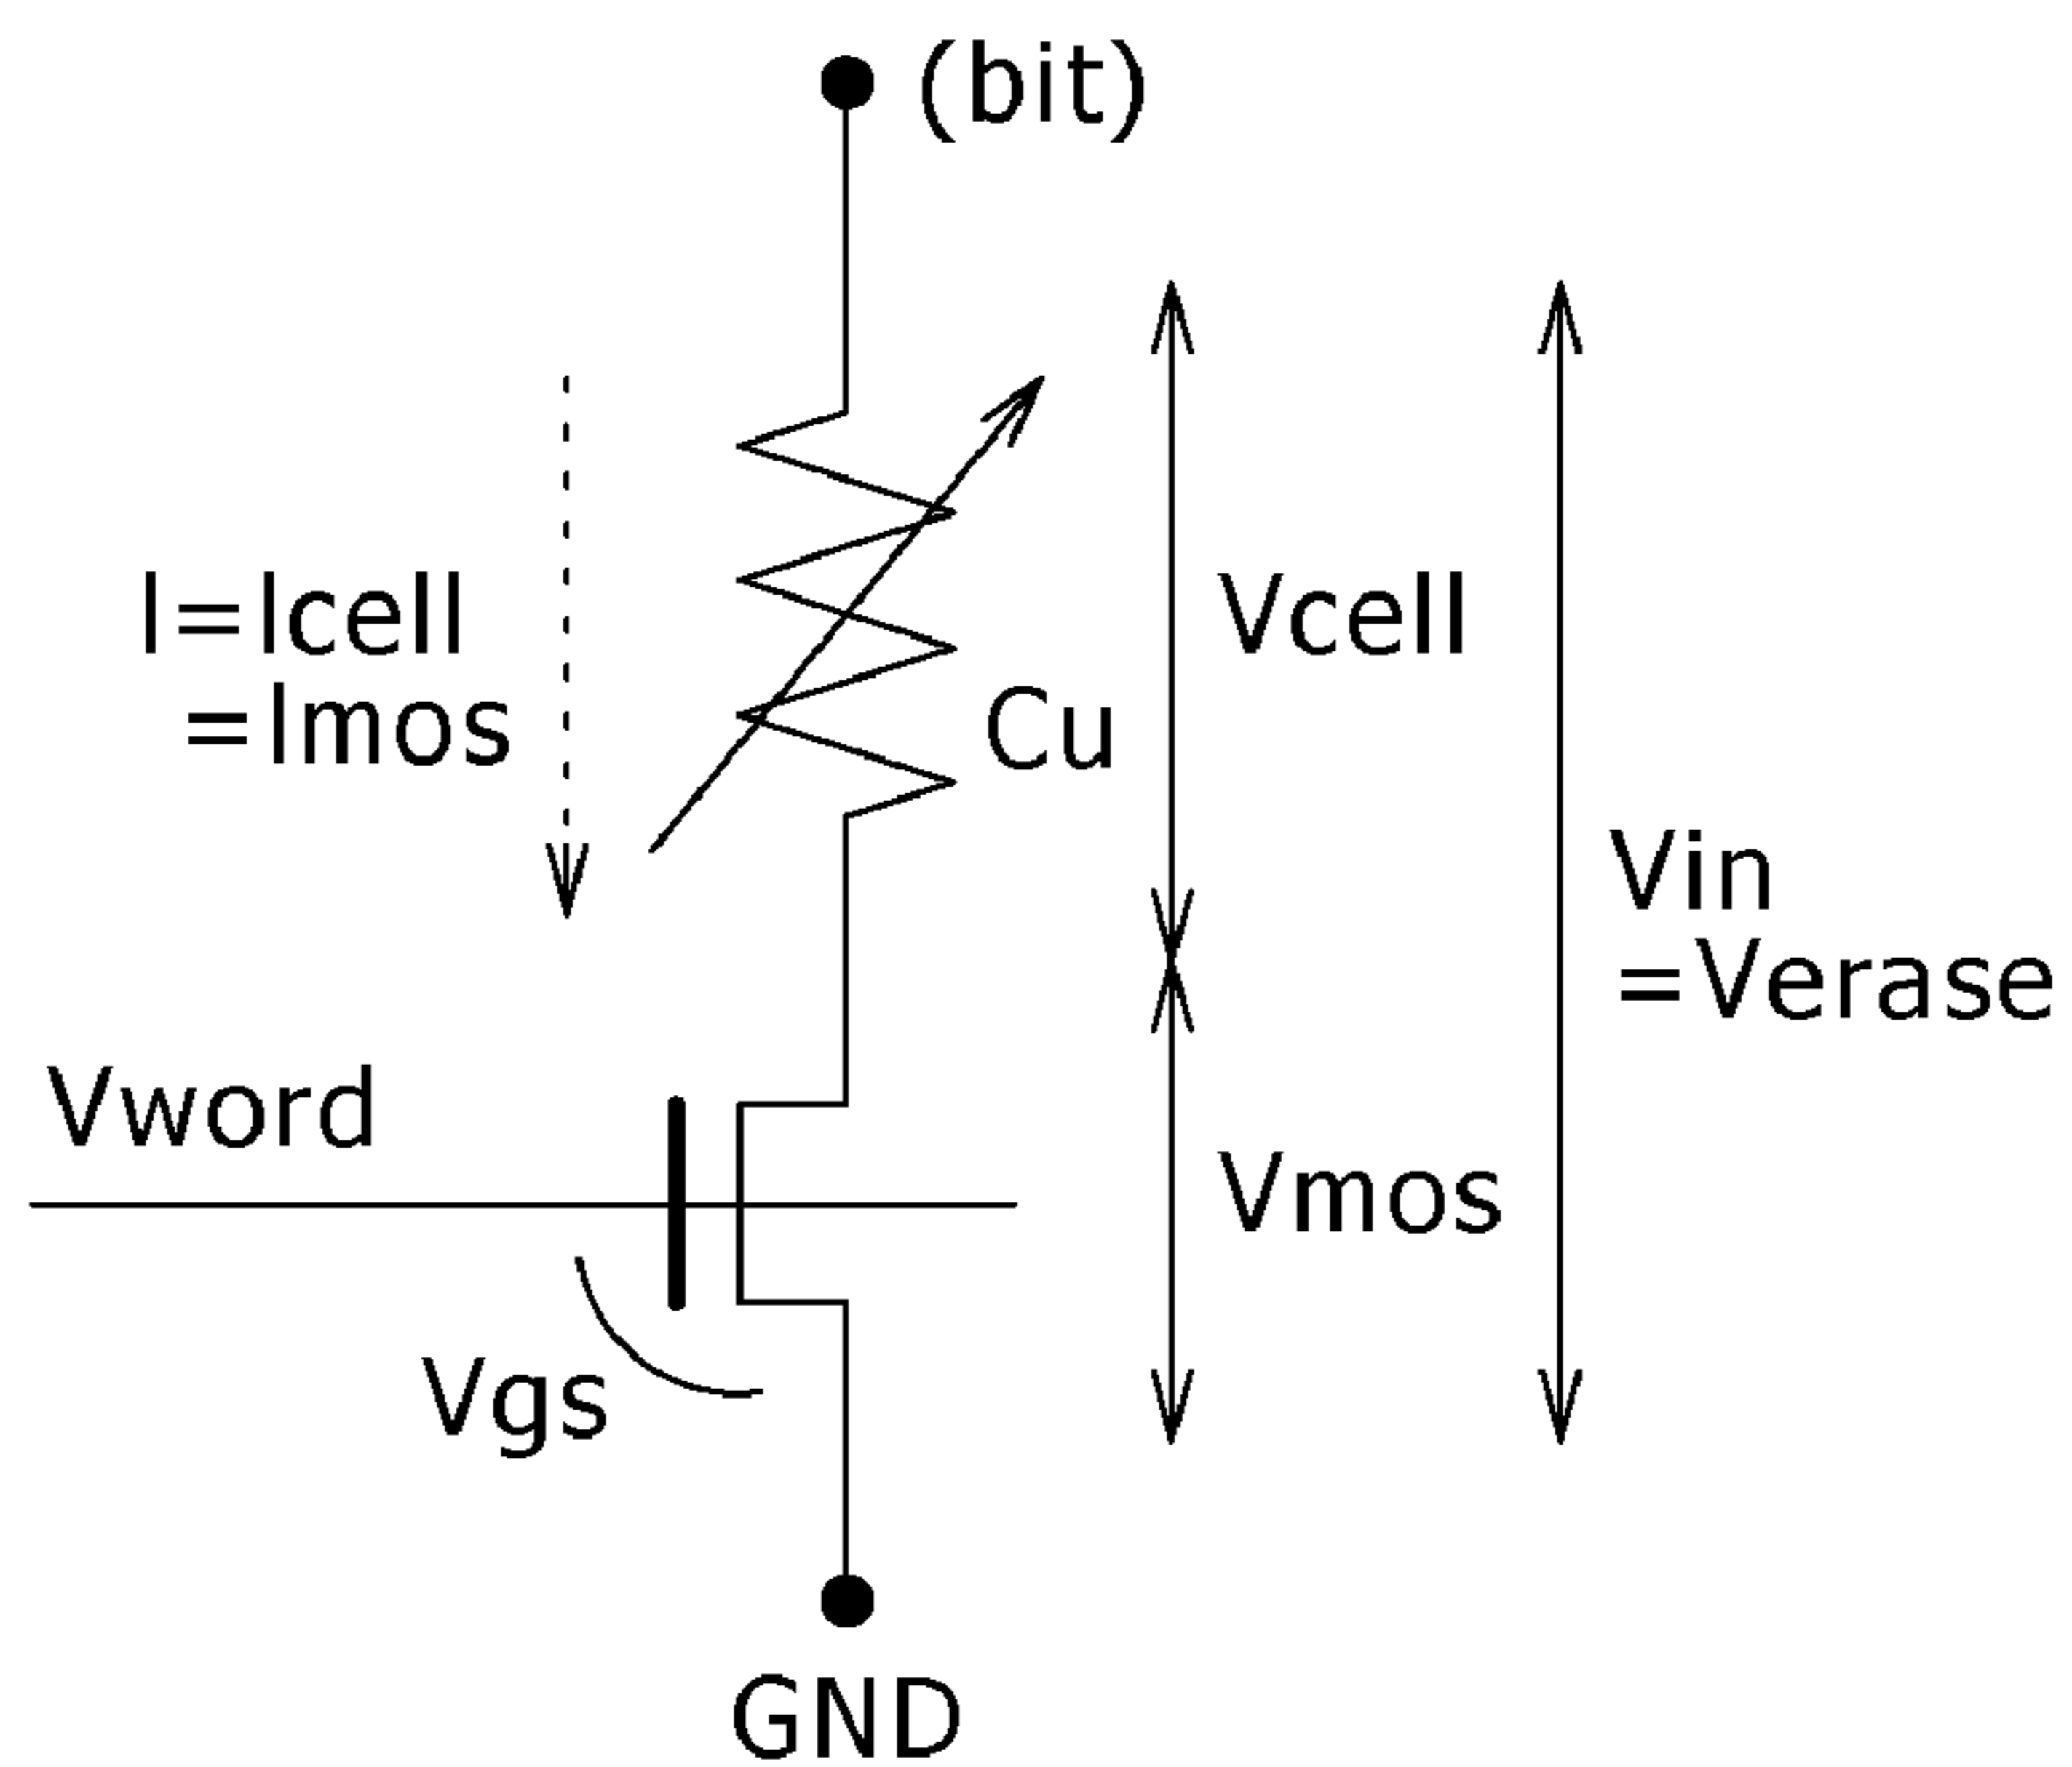 (bit)
I=Icell
=Imos
Vcell
Cu
Vin
=Verase
Vword
Vmos
Vgs
GND